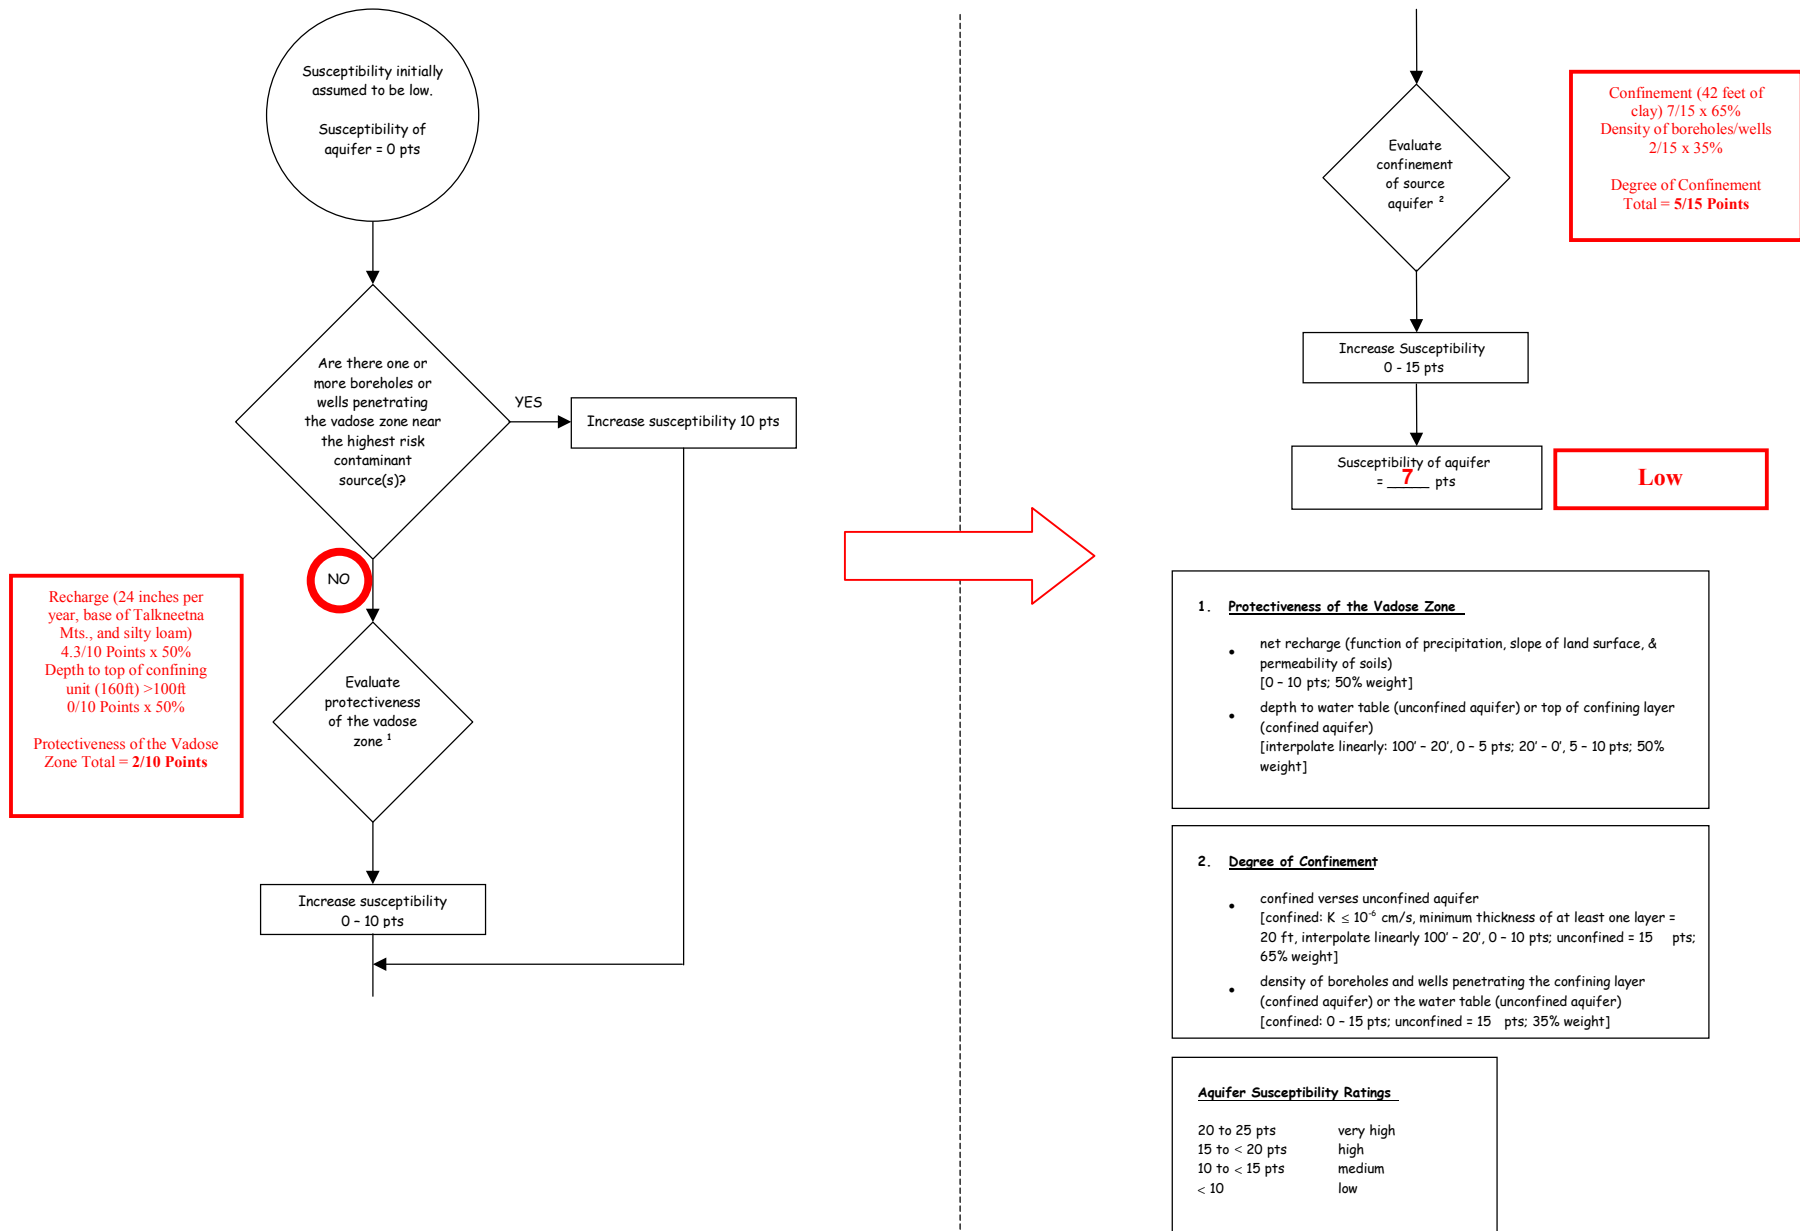 Susceptibility initially
assumed to be low.
Susceptibility of
aquifer = 0 pts
Are there one or
more boreholes or
wells penetrating
the vadose zone near
the highest risk
contaminant
source(s)?
YES
Increase susceptibility 10 pts
NO
Recharge (24 inches per
year, base of Talkneetna
Mts., and silty loam)
4.3/10 Points x 50%
Depth to top of confining
unit (160ft) >100ft
0/10 Points x 50%
Protectiveness of the Vadose
Zone Total = 2/10 Points
Evaluate
protectiveness
of the vadose
zone ¹
Increase susceptibility
0 – 10 pts
Evaluate
confinement
of source
aquifer ²
Confinement (42 feet of
clay) 7/15 x 65%
Density of boreholes/wells
2/15 x 35%
Degree of Confinement
Total = 5/15 Points
Increase Susceptibility
0 - 15 pts
Susceptibility of aquifer
= __7__ pts
Low
1. Protectiveness of the Vadose Zone
• net recharge (function of precipitation, slope of land surface, &
permeability of soils)
[0 – 10 pts; 50% weight]
• depth to water table (unconfined aquifer) or top of confining layer
(confined aquifer)
[interpolate linearly: 100’ – 20’, 0 – 5 pts; 20’ – 0’, 5 – 10 pts; 50%
weight]
2. Degree of Confinement
• confined verses unconfined aquifer
[confined: K ≤ 10⁻⁶ cm/s, minimum thickness of at least one layer =
20 ft, interpolate linearly 100’ – 20’, 0 – 10 pts; unconfined = 15 pts;
65% weight]
• density of boreholes and wells penetrating the confining layer
(confined aquifer) or the water table (unconfined aquifer)
[confined: 0 – 15 pts; unconfined = 15 pts; 35% weight]
Aquifer Susceptibility Ratings
20 to 25 pts very high
15 to < 20 pts high
10 to < 15 pts medium
< 10 low